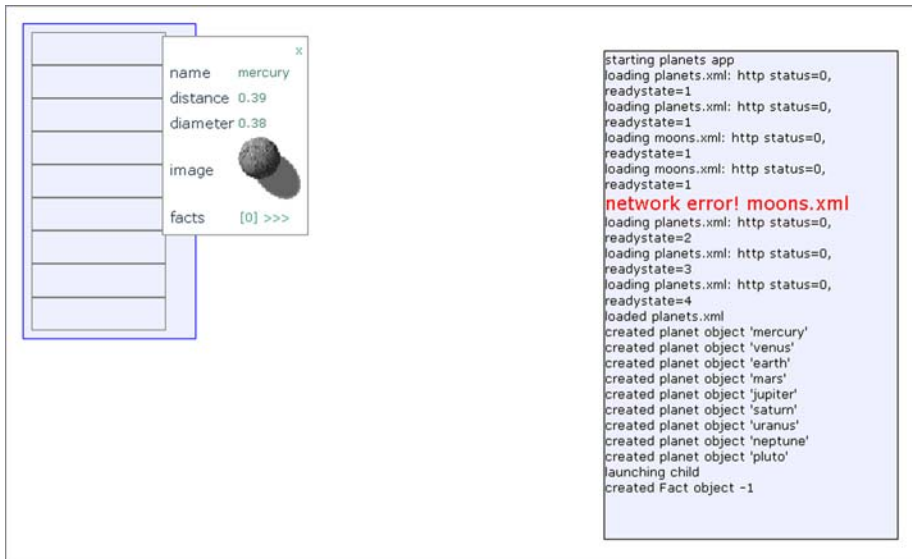 x
name mercury
distance 0.39
diameter 0.38
image
facts [0] >>>
starting planets app
loading planets.xml: http status=0,
readystate=1
loading planets.xml: http status=0,
readystate=1
loading moons.xml: http status=0,
readystate=1
loading moons.xml: http status=0,
readystate=1
network error! moons.xml
loading planets.xml: http status=0,
readystate=2
loading planets.xml: http status=0,
readystate=3
loading planets.xml: http status=0,
readystate=4
loaded planets.xml
created planet object 'mercury'
created planet object 'venus'
created planet object 'earth'
created planet object 'mars'
created planet object 'jupiter'
created planet object 'saturn'
created planet object 'uranus'
created planet object 'neptune'
created planet object 'pluto'
launching child
created Fact object -1